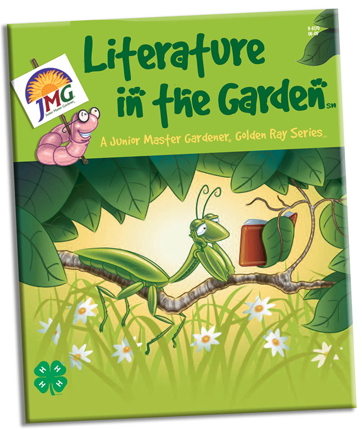 Literature
in the Garden
SM
JMG
A Junior Master Gardener, Golden Ray Series
H H
H H